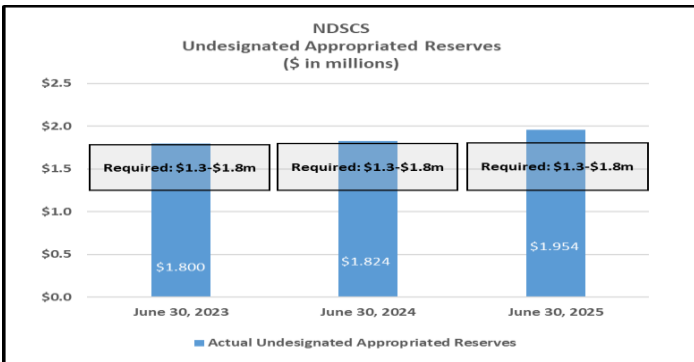 NDSCS
Undesignated Appropriated Reserves
($ in millions)
$2.5
$2.0
$1.5
$1.0
$0.5
$0.0
Required: $1.3-$1.8m
Required: $1.3-$1.8m
Required: $1.3-$1.8m
$1.800
$1.824
$1.954
June 30, 2023
June 30, 2024
June 30, 2025
Actual Undesignated Appropriated Reserves